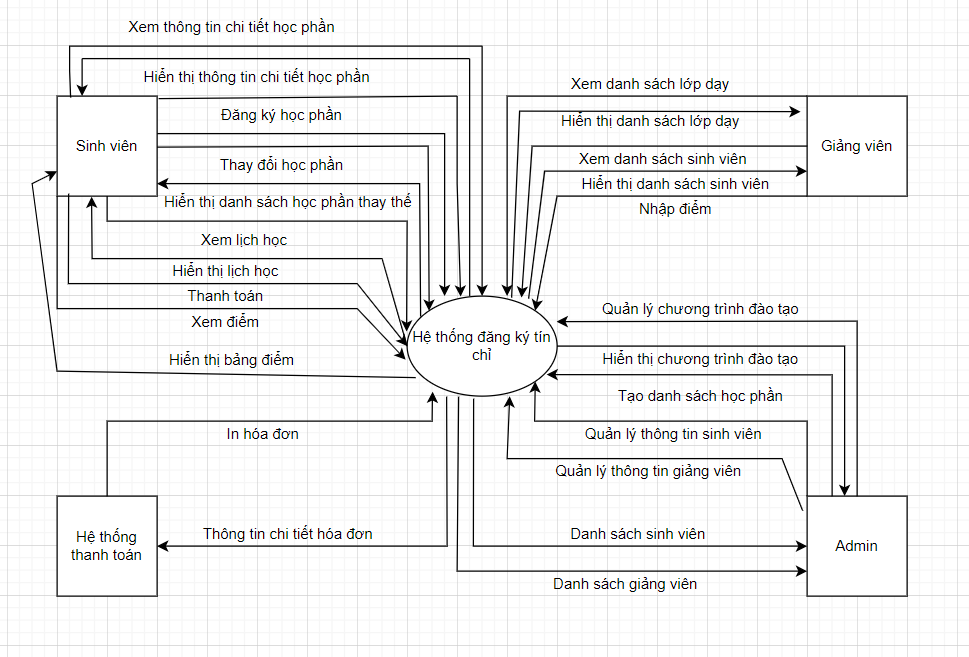 Xem thông tin chi tiết học phần
Hiển thị thông tin chi tiết học phần
Đăng ký học phần
Sinh viên
Thay đổi học phần
Hiển thị danh sách học phần thay thế
Xem lịch học
Hiển thị lịch học
Thanh toán
Xem điểm
Hiển thị bảng điểm
Xem danh sách lớp dạy
Hiển thị danh sách lớp dạy
Giảng viên
Xem danh sách sinh viên
Hiển thị danh sách sinh viên
Nhập điểm
Hệ thống đăng ký tín
chỉ
Quản lý chương trình đào tạo
Hiển thị chương trình đào tạo
Tạo danh sách học phần
Quản lý thông tin sinh viên
Quản lý thông tin giảng viên
In hóa đơn
Hệ thống
thanh toán
Thông tin chi tiết hóa đơn
Danh sách sinh viên
Admin
Danh sách giảng viên